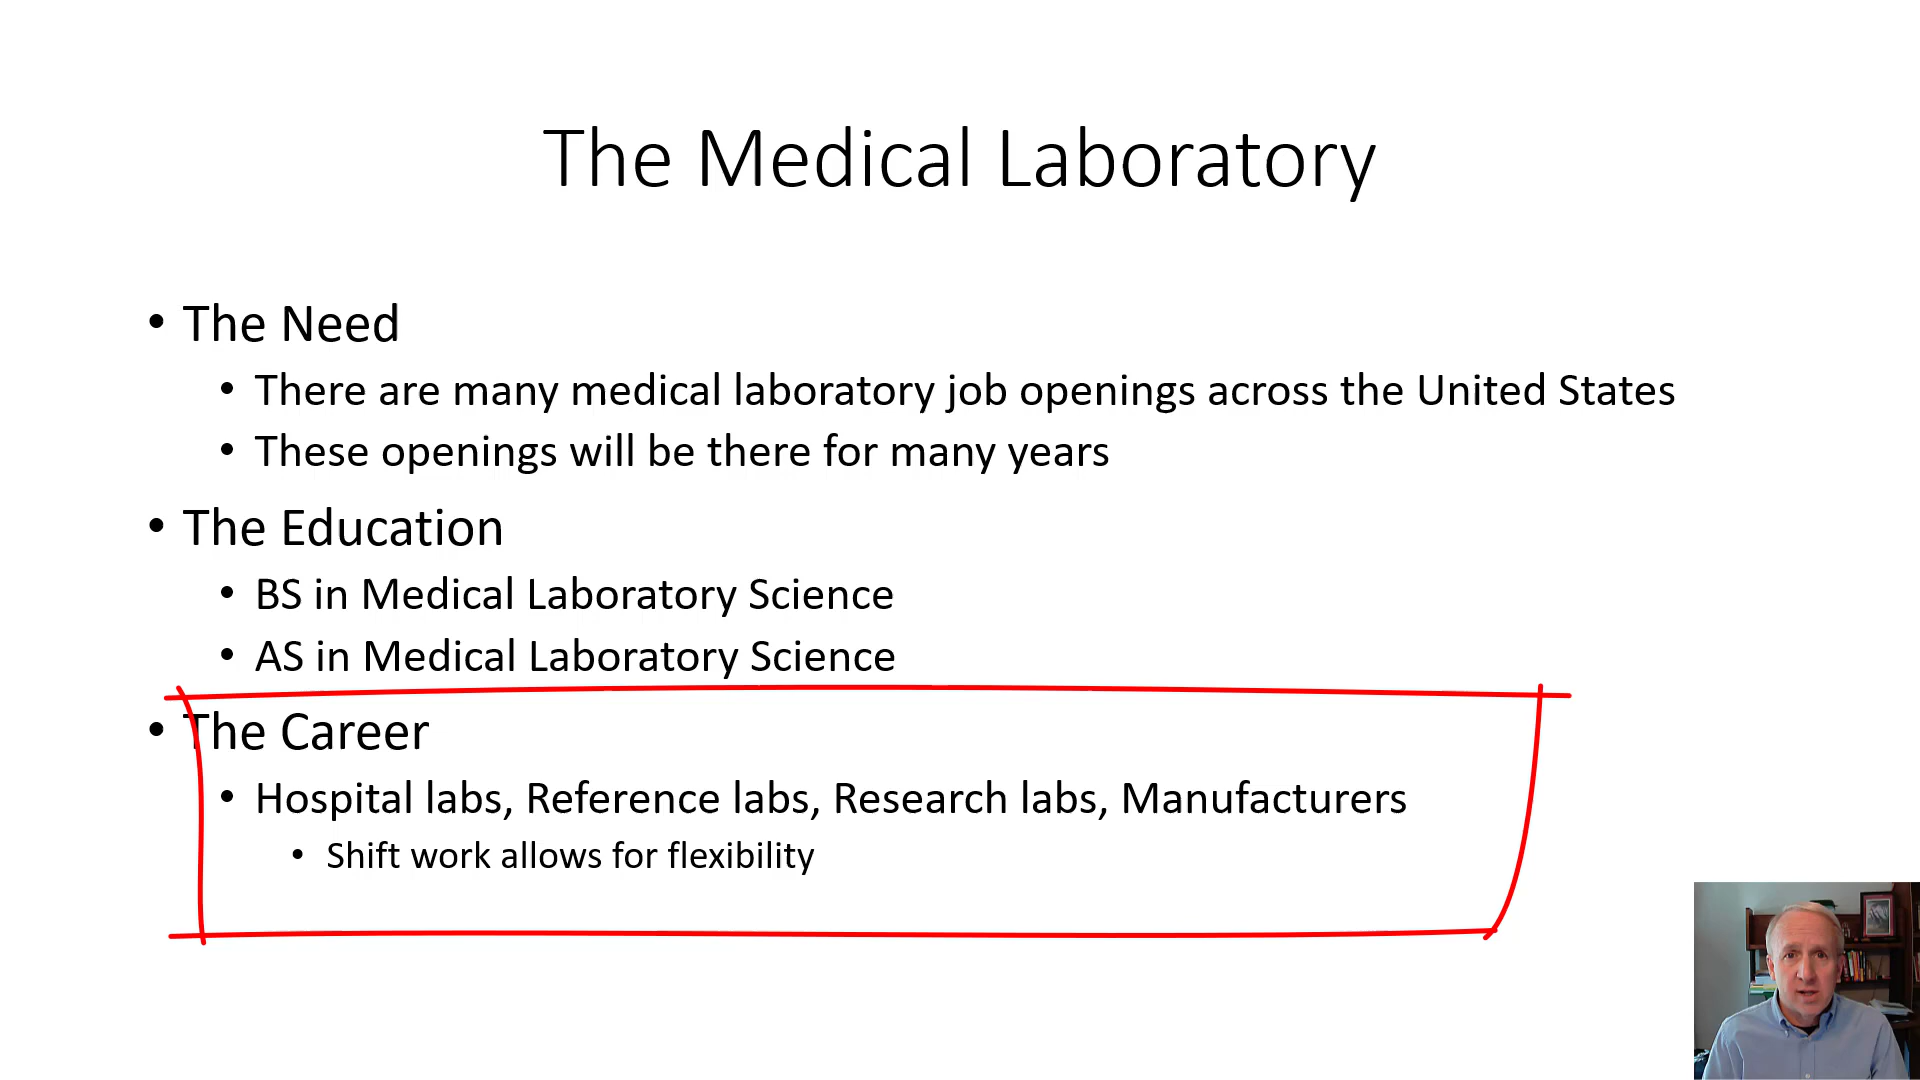 The Medical Laboratory
• The Need
• There are many medical laboratory job openings across the United States
• These openings will be there for many years
• The Education
• BS in Medical Laboratory Science
• AS in Medical Laboratory Science
• The Career
• Hospital labs, Reference labs, Research labs, Manufacturers
• Shift work allows for flexibility